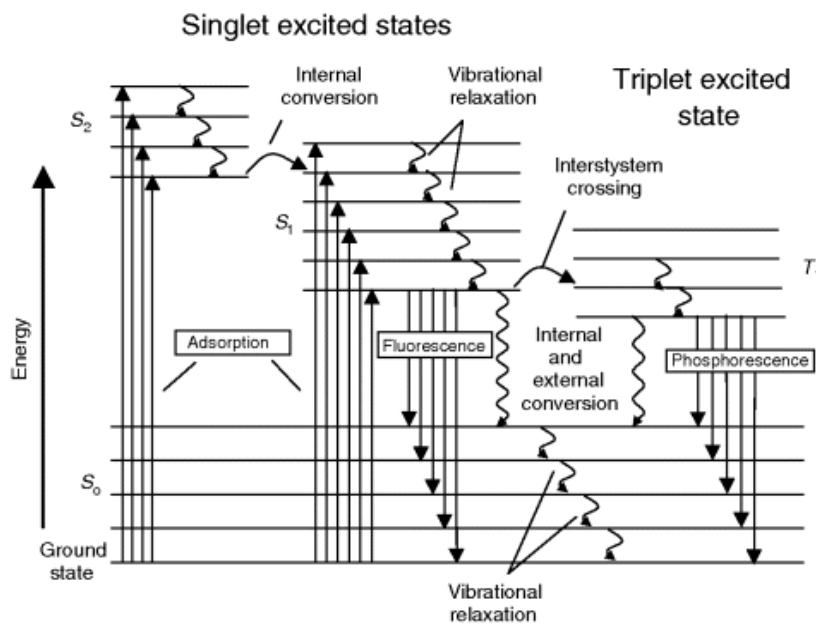 Singlet excited states
Internal
conversion
Vibrational
relaxation
Triplet excited
state
S2
Interstystem
crossing
S1
T
Energy
Adsorption
Fluorescence
Internal
and
external
conversion
Phosphorescence
So
Ground
state
Vibrational
relaxation